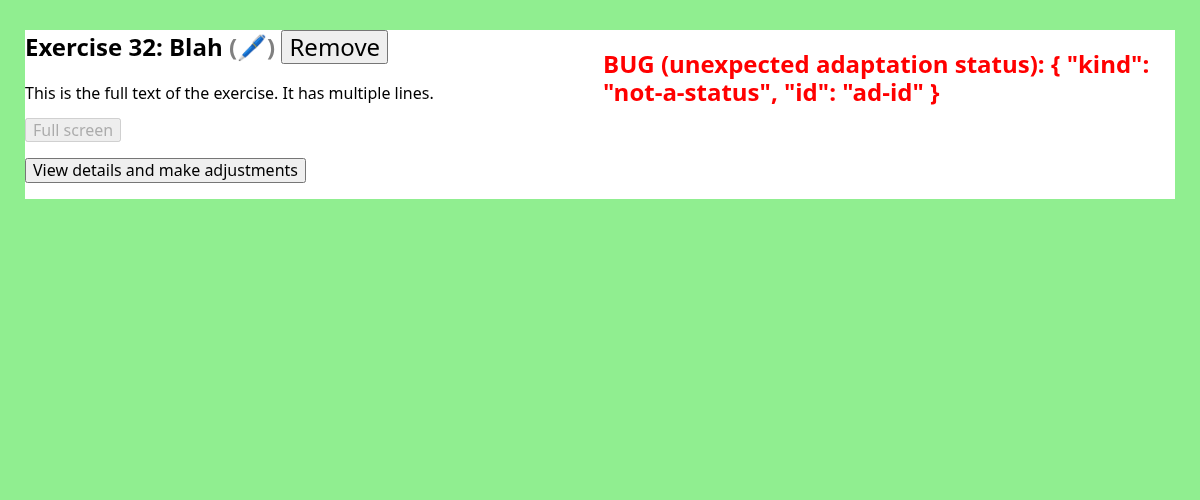 Exercise 32: Blah (🖊️) Remove
This is the full text of the exercise. It has multiple lines.
Full screen
View details and make adjustments
BUG (unexpected adaptation status): { "kind":
"not-a-status", "id": "ad-id" }